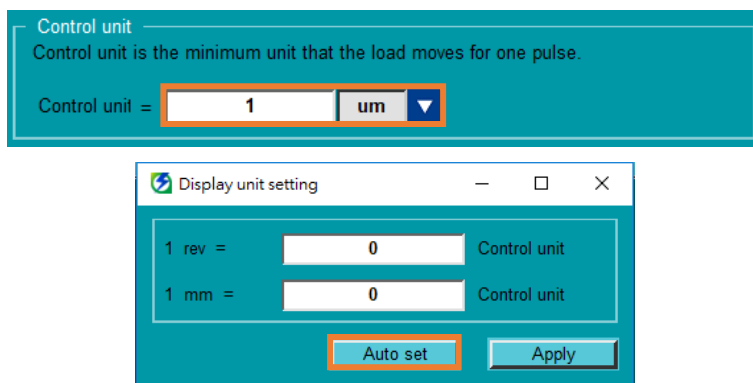 Control unit
Control unit is the minimum unit that the load moves for one pulse.
Control unit = 1 um
Display unit setting
1 rev = 0 Control unit
1 mm = 0 Control unit
Auto set Apply